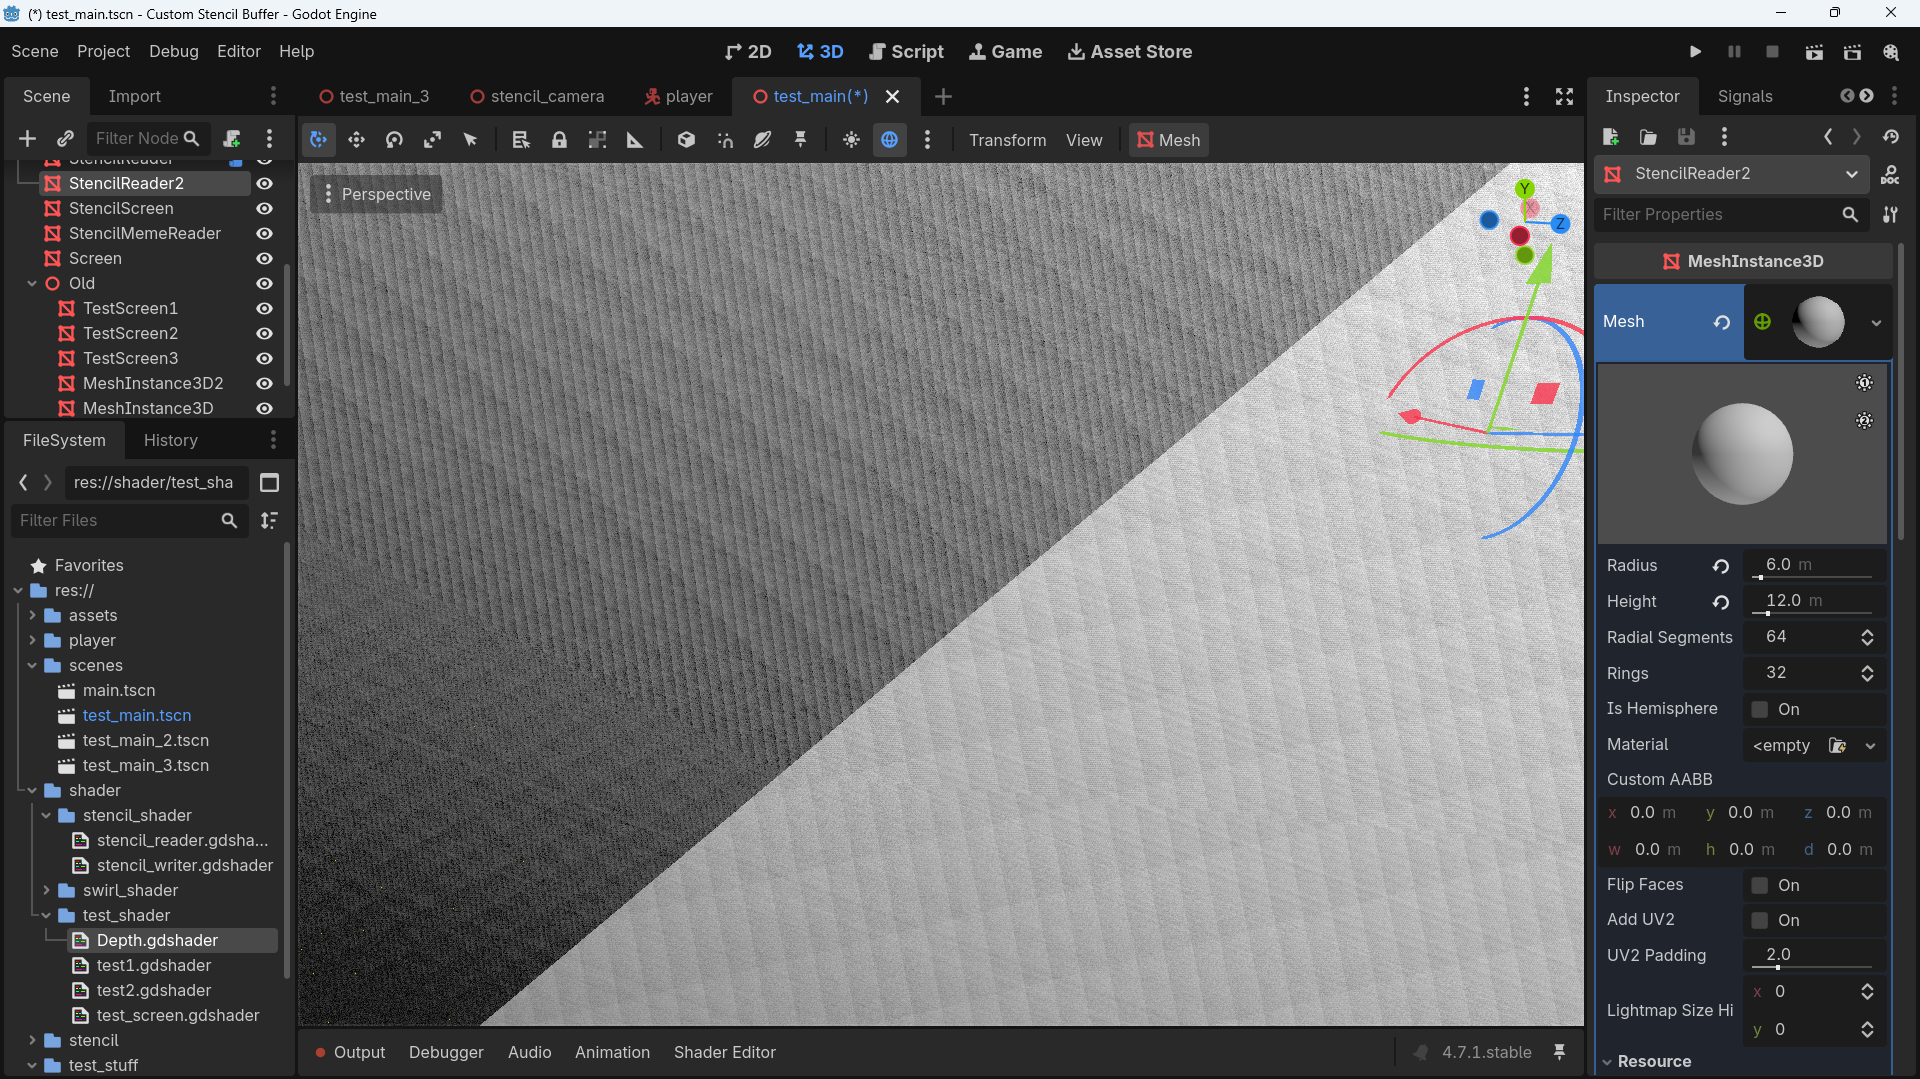 (*) test_main.tscn - Custom Stencil Buffer - Godot Engine
Scene Project Debug Editor Help
2D 3D Script Game Asset Store
Scene Import
test_main_3 stencil_camera player test_main(*)
Inspector Signals
Filter Node
Transform View Mesh
StencilReader
StencilReader2
StencilScreen
StencilMemeReader
Screen
Old
TestScreen1
TestScreen2
TestScreen3
MeshInstance3D2
MeshInstance3D
FileSystem History
res://shader/test_sha
Filter Files
Favorites
res://
assets
player
scenes
main.tscn
test_main.tscn
test_main_2.tscn
test_main_3.tscn
shader
stencil_shader
stencil_reader.gdsha...
stencil_writer.gdshader
swirl_shader
test_shader
Depth.gdshader
test1.gdshader
test2.gdshader
test_screen.gdshader
stencil
test_stuff
Perspective
Y
X
Z
Output Debugger Audio Animation Shader Editor
4.7.1.stable
StencilReader2
Filter Properties
MeshInstance3D
Mesh
1
2
Radius 6.0 m
Height 12.0 m
Radial Segments 64
Rings 32
Is Hemisphere On
Material <empty
Custom AABB
x 0.0 m y 0.0 m z 0.0 m
w 0.0 m h 0.0 m d 0.0 m
Flip Faces On
Add UV2 On
UV2 Padding 2.0
Lightmap Size Hi
x 0
y 0
Resource